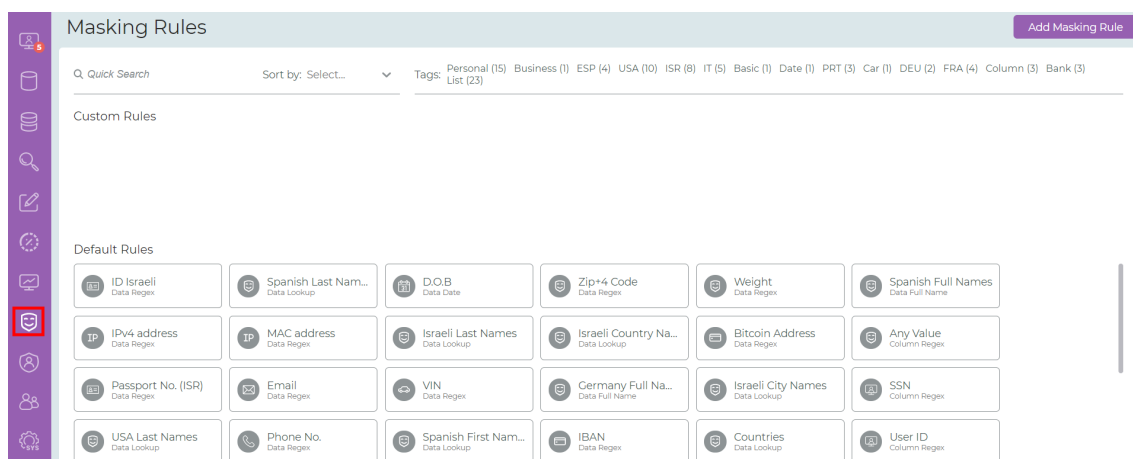 Masking Rules
Add Masking Rule
5
Quick Search
Sort by: Select...
Tags: Personal (15) Business (1) ESP (4) USA (10) ISR (8) IT (5) Basic (1) Date (1) PRT (3) Car (1) DEU (2) FRA (4) Column (3) Bank (3)
List (23)
Custom Rules
Default Rules
ID Israeli
Data Regex
Spanish Last Nam...
Data Lookup
D.O.B
Data Date
Zip+4 Code
Data Regex
Weight
Data Regex
Spanish Full Names
Data Full Name
IP
IPv4 address
Data Regex
IP
MAC address
Data Regex
Israeli Last Names
Data Lookup
Israeli Country Na...
Data Lookup
Bitcoin Address
Data Regex
Any Value
Column Regex
Passport No. (ISR)
Data Regex
Email
Data Regex
VIN
Data Regex
Germany Full Na...
Data Full Name
Israeli City Names
Data Lookup
SSN
Column Regex
USA Last Names
Data Lookup
Phone No.
Data Regex
Spanish First Nam...
Data Lookup
IBAN
Data Regex
Countries
Data Lookup
User ID
Column Regex
SYS